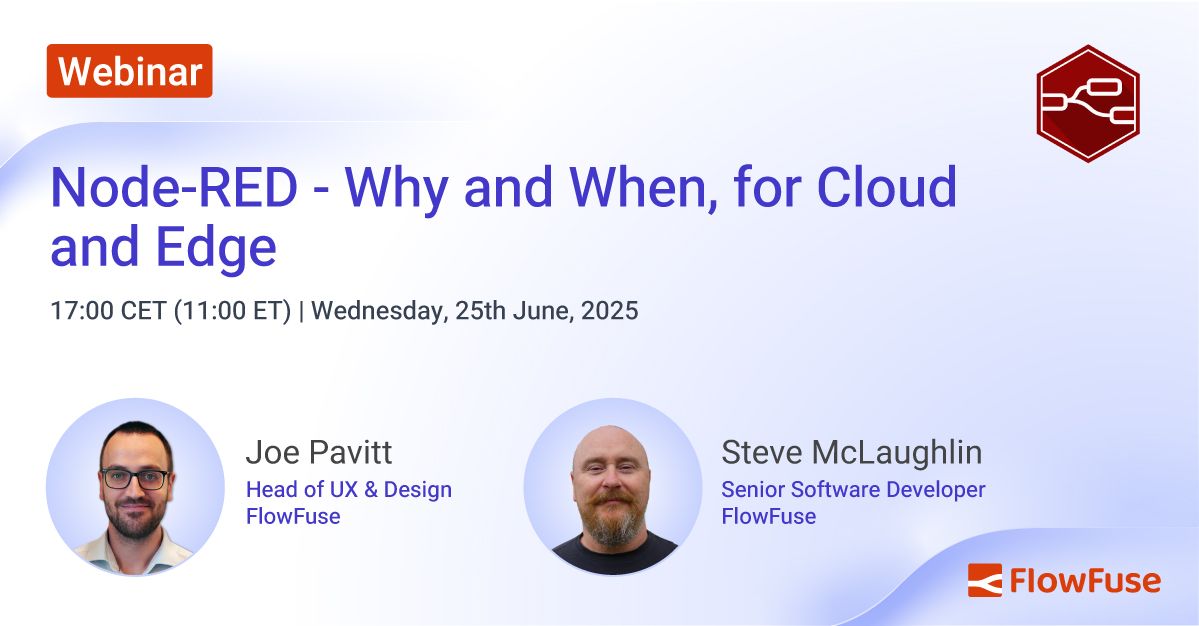 Webinar
Node-RED - Why and When, for Cloud
and Edge
17:00 CET (11:00 ET) | Wednesday, 25th June, 2025
Joe Pavitt
Head of UX & Design
FlowFuse
Steve McLaughlin
Senior Software Developer
FlowFuse
FlowFuse